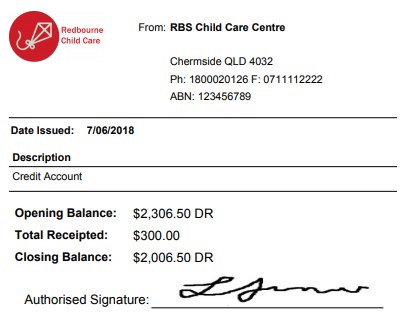 Redbourne
Child Care
From: RBS Child Care Centre
Chermside QLD 4032
Ph: 1800020126 F: 0711112222
ABN: 123456789
Date Issued: 7/06/2018
Description
Credit Account
Opening Balance: $2,306.50 DR
Total Receipted: $300.00
Closing Balance: $2,006.50 DR
Authorised Signature: